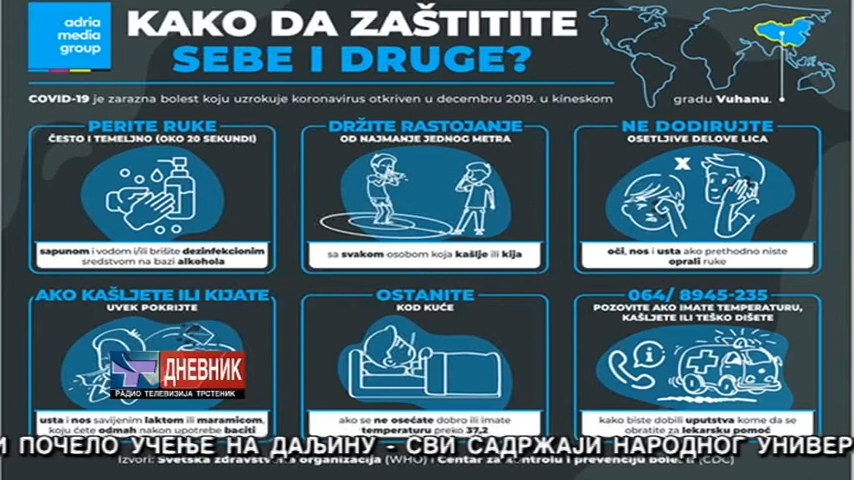 adria
media
group
KAKO DA ZAŠTITITE
SEBE I DRUGE?
COVID-19 je zarazna bolest koju uzrokuje koronavirus otkriven u decembru 2019. u kineskom gradu Vuhanu.
PERITE RUKE
ČESTO I TEMELJNO (OKO 20 SEKUNDI)
sapunom i vodom i/ili brišite dezinfekcionim
sredstvom na bazi alkohola
DRŽITE RASTOJANJE
OD NAJMANJE JEDNOG METRA
sa svakom osobom koja kašlje ili kija
NE DODIRUJTE
OSETLJIVE DELOVE LICA
X
oči, nos i usta ako prethodno niste
oprali ruke
AKO KAŠLJETE ILI KIJATE
UVEK POKRIJTE
usta i nos savijenim laktom ili maramicom,
koju ćete odmah nakon upotrebe baciti
OSTANITE
KOD KUĆE
ako se ne osećate dobro ili imate
temperaturu preko 37,2
064/ 8945-235
POZOVITE AKO IMATE TEMPERATURU,
KAŠLJETE ILI TEŠKO DIŠETE
kako biste dobili uputstva kome da se
obratite za lekarsku pomoć
ДНЕВНИК
РАДИО ТЕЛЕВИЗИЈА ТРСТЕНИК
И ПОЧЕЛО УЧЕЊЕ НА ДАЉИНУ - СВИ САДРЖАЈИ НАРОДНОГ УНИВЕР
Izvori: Svetska zdravstvena organizacija (WHO) i Centar za kontrolu i prevenciju bolesti (CDC)